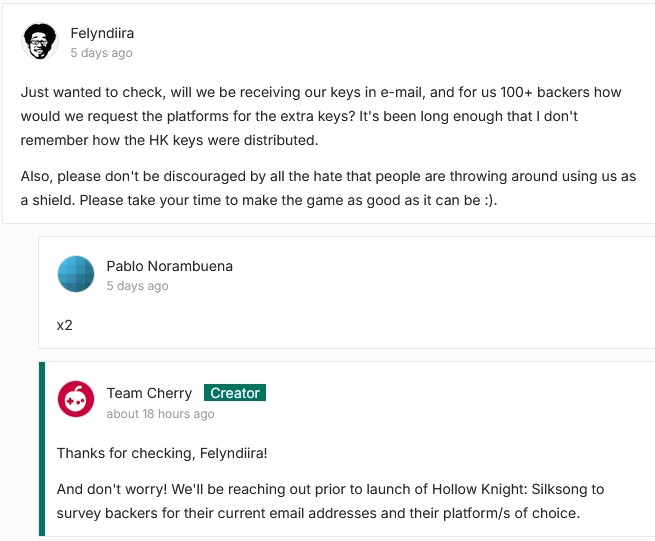 Felyndiira
5 days ago
Just wanted to check, will we be receiving our keys in e-mail, and for us 100+ backers how
would we request the platforms for the extra keys? It's been long enough that I don't
remember how the HK keys were distributed.
Also, please don't be discouraged by all the hate that people are throwing around using us as
a shield. Please take your time to make the game as good as it can be :).
Pablo Norambuena
5 days ago
x2
Team Cherry Creator
about 18 hours ago
Thanks for checking, Felyndiira!
And don't worry! We'll be reaching out prior to launch of Hollow Knight: Silksong to
survey backers for their current email addresses and their platform/s of choice.